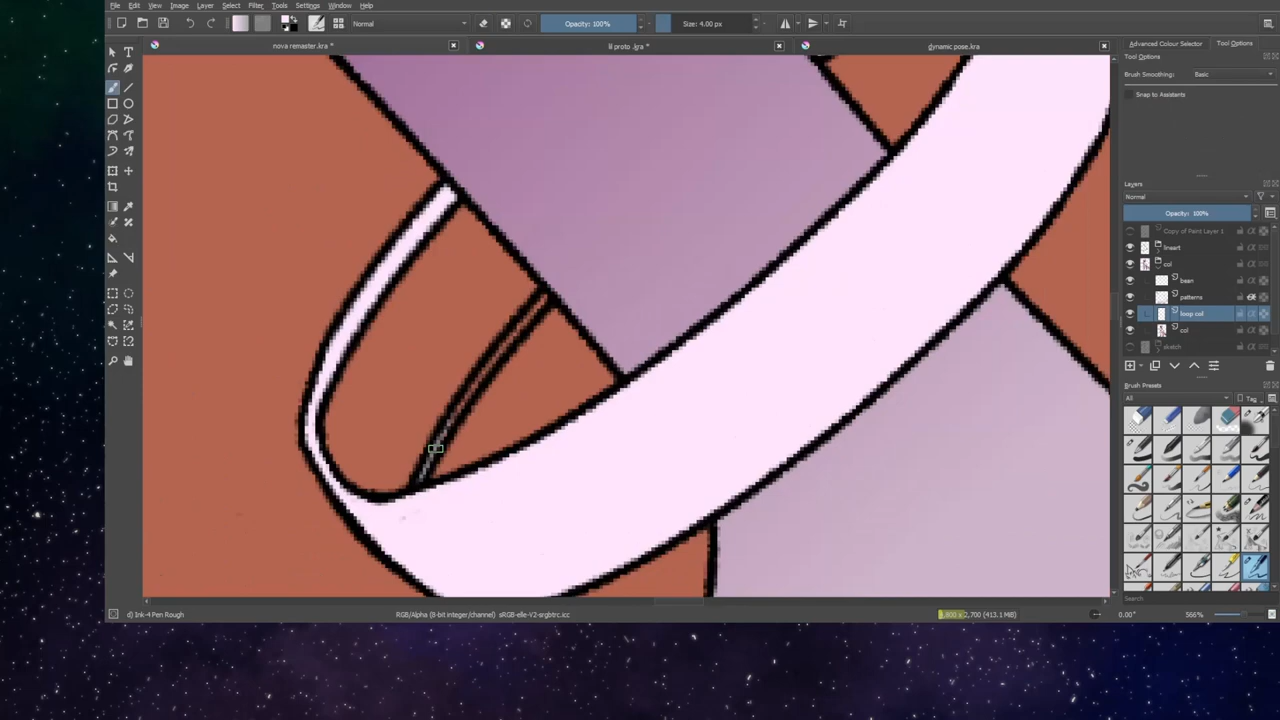 File Edit View Image Layer Select Filter Tools Settings Window Help
Normal
Opacity: 100%
Size: 4.00 px
nova remaster.kra *
lil proto .kra *
dynamic pose.kra
Advanced Colour Selector
Tool Options
Tool Options
Brush Smoothing: Basic
Snap to Assistants
Layers
Normal
Opacity: 100%
Copy of Paint Layer 1
lineart
col
bean
patterns
loop col
col
sketch
Brush Presets
All
Tag
Search
d) Ink-4 Pen Rough
RGB/Alpha (8-bit integer/channel) sRGB-elle-V2-srgbtrc.icc
2,700 (413.1 MiB)
0.00°
566%